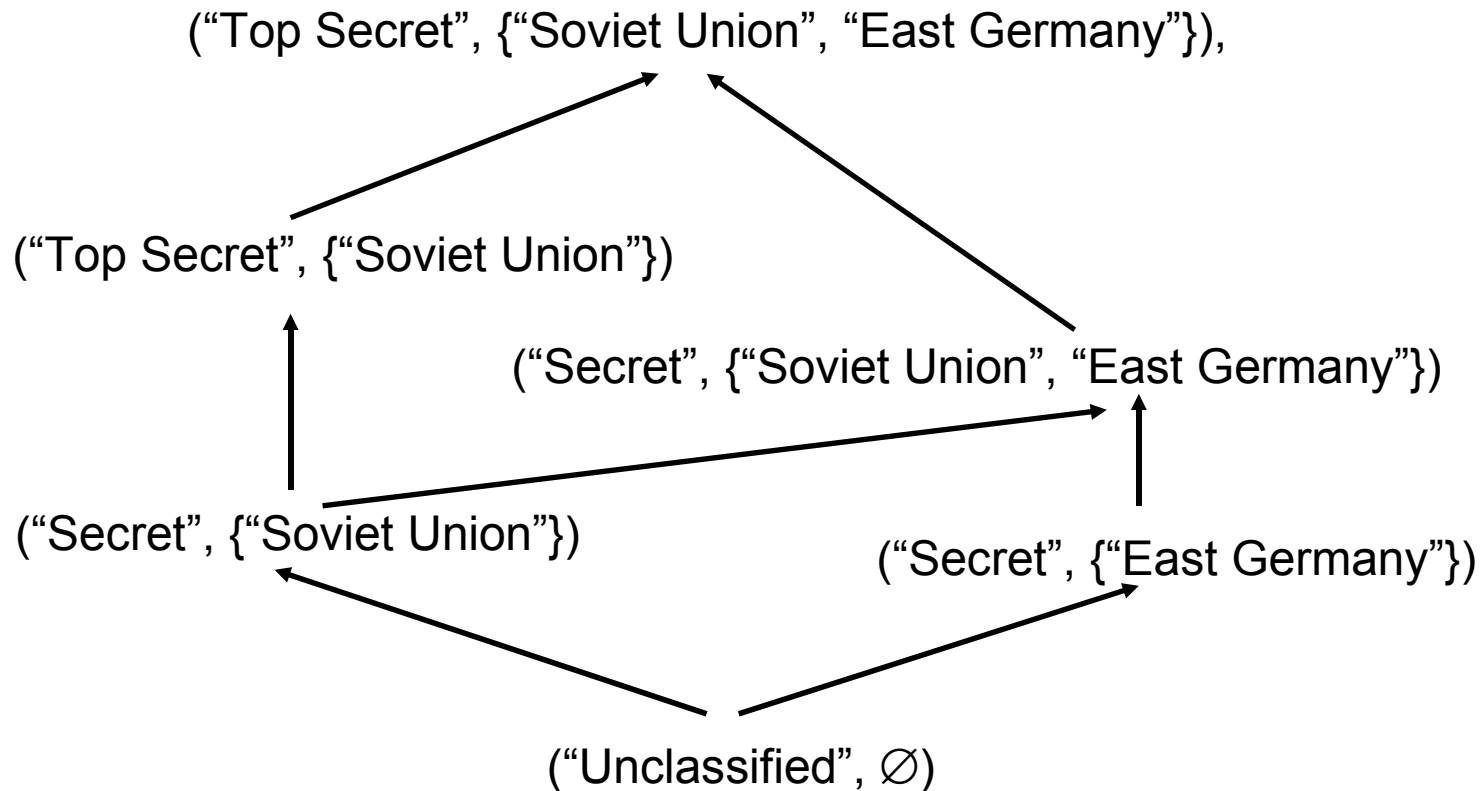 (“Top Secret”, {“Soviet Union”, “East Germany”}),
(“Top Secret”, {“Soviet Union”})
(“Secret”, {“Soviet Union”, “East Germany”})
(“Secret”, {“Soviet Union”})
(“Secret”, {“East Germany”})
(“Unclassified”, ∅)